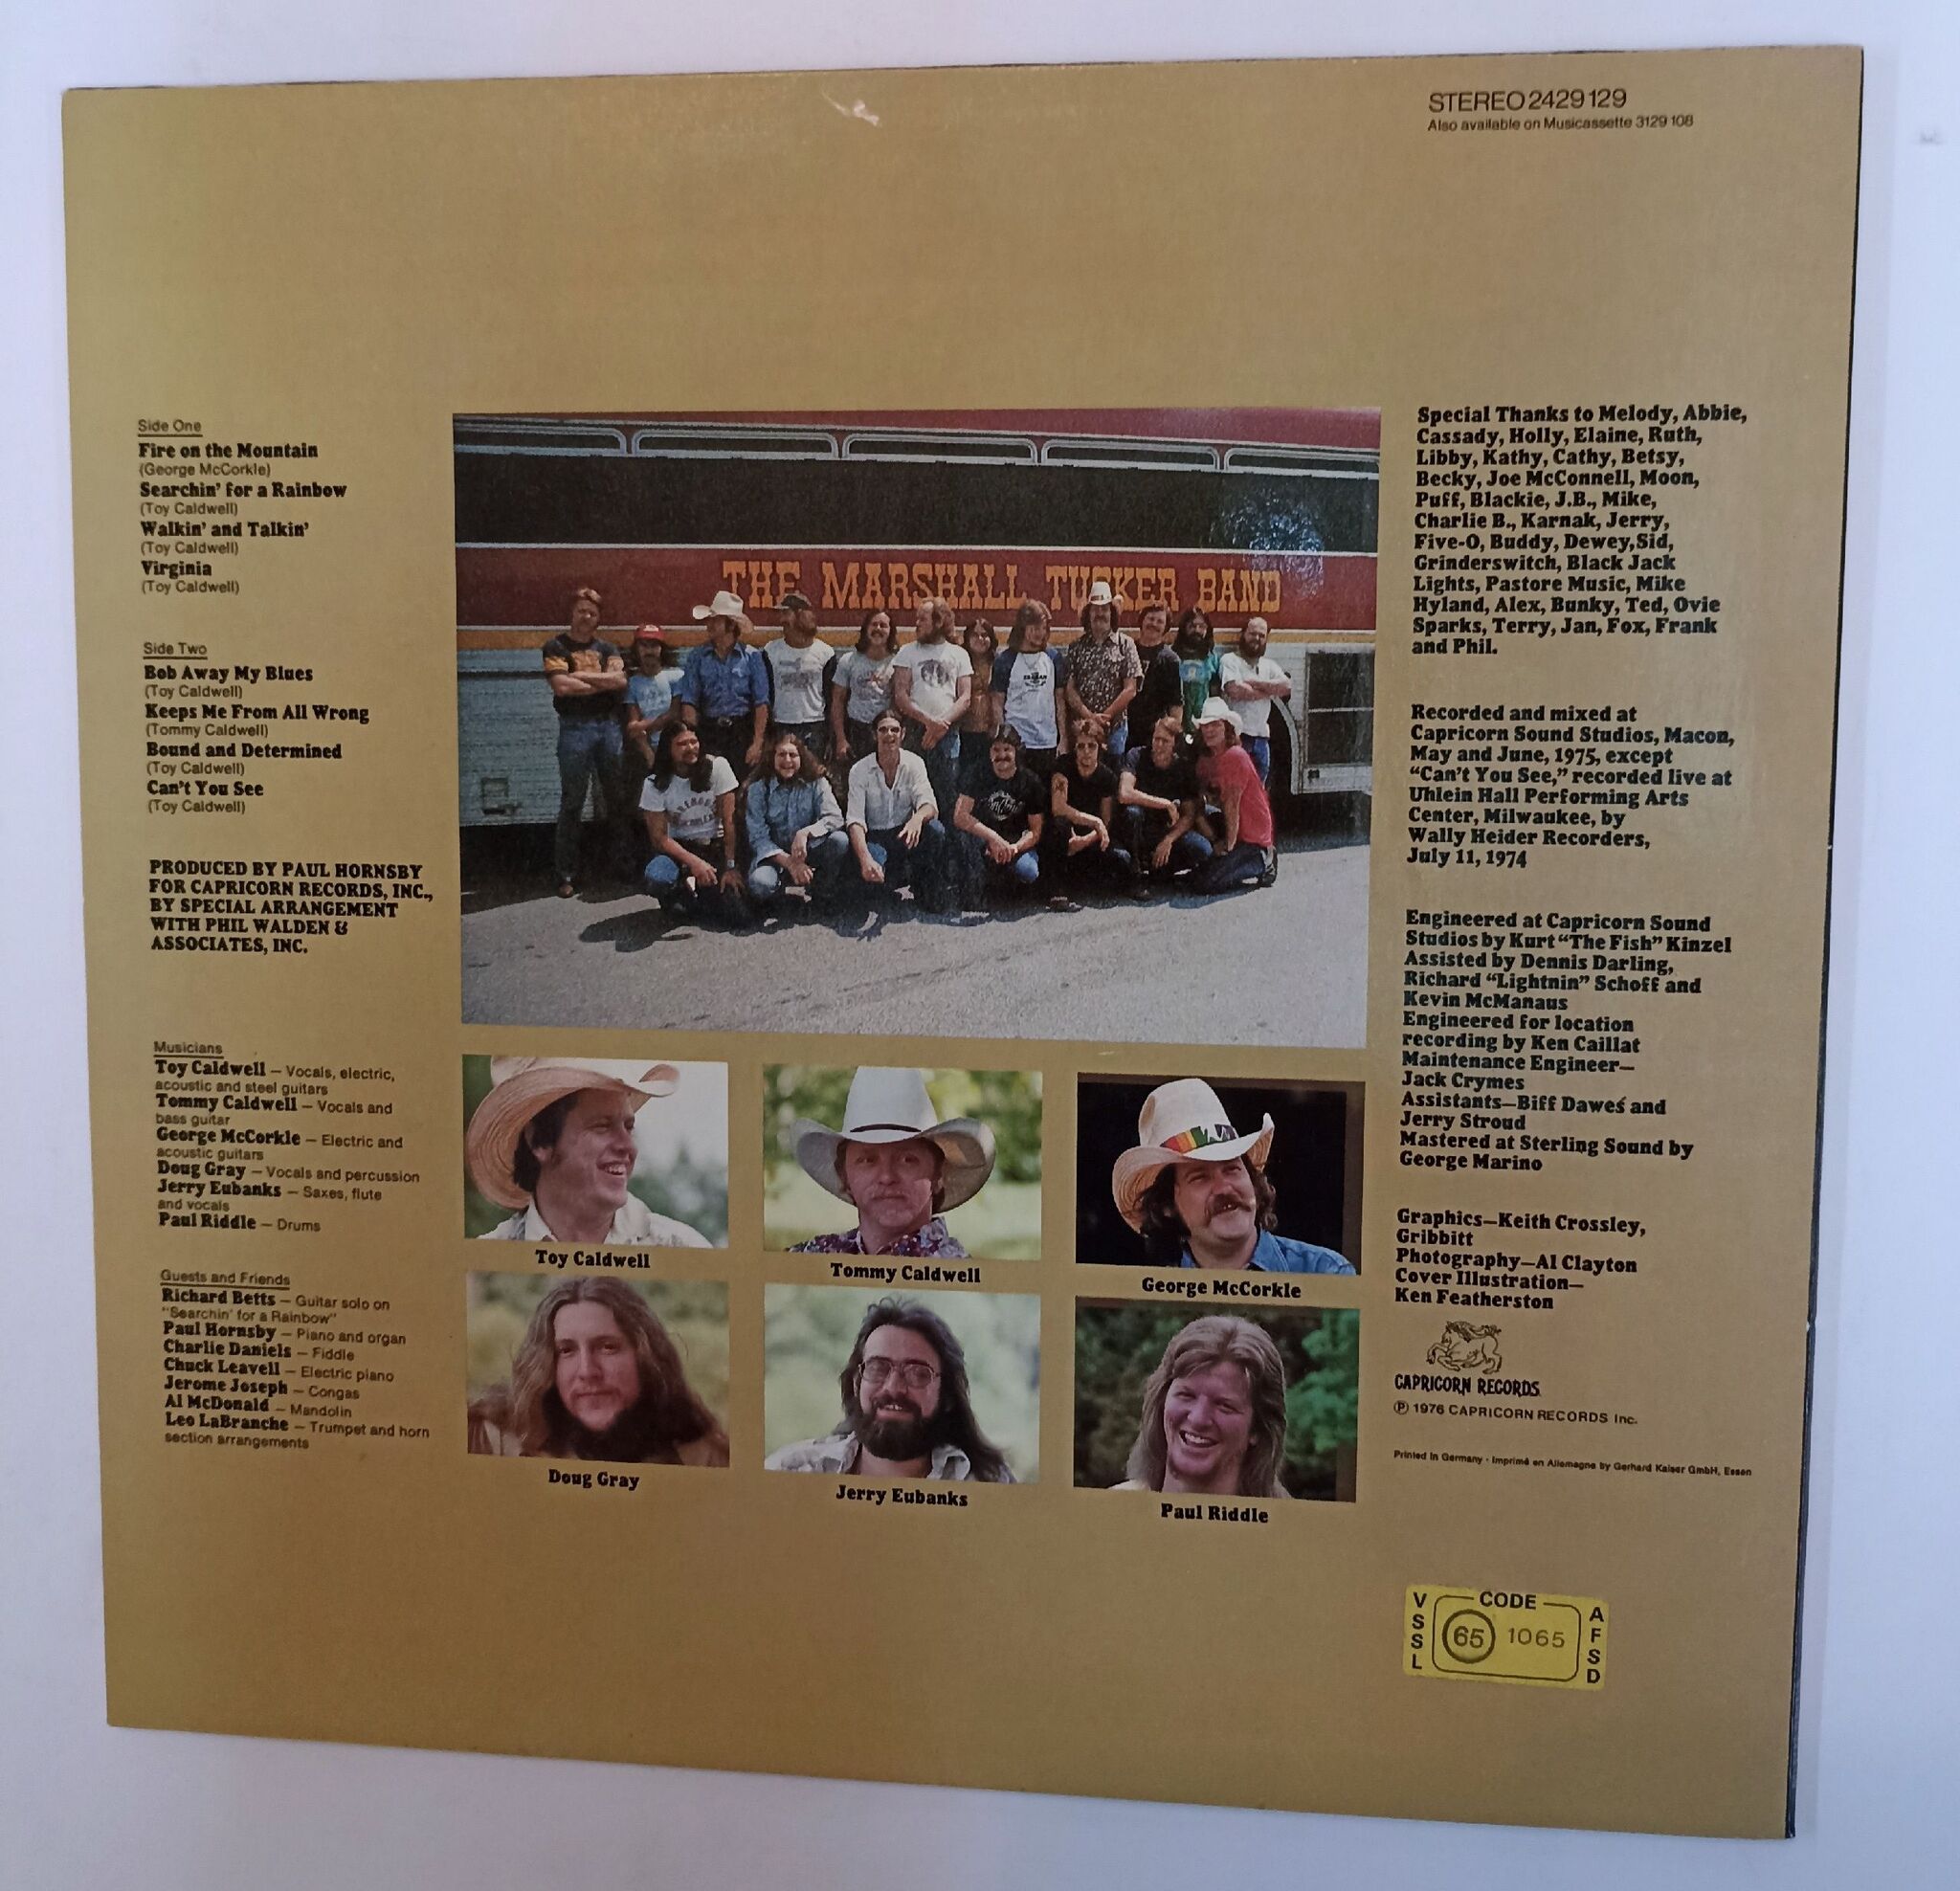 STEREO 2429 129
Also available on Musicassette 3129 108
Side One
Fire on the Mountain
(George McCorkle)
Searchin' for a Rainbow
(Toy Caldwell)
Walkin' and Talkin'
(Toy Caldwell)
Virginia
(Toy Caldwell)
Side Two
Bob Away My Blues
(Toy Caldwell)
Keeps Me From All Wrong
(Tommy Caldwell)
Bound and Determined
(Toy Caldwell)
Can't You See
(Toy Caldwell)
PRODUCED BY PAUL HORNSBY
FOR CAPRICORN RECORDS, INC.,
BY SPECIAL ARRANGEMENT
WITH PHIL WALDEN &
ASSOCIATES, INC.
Musicians
Toy Caldwell – Vocals, electric,
acoustic and steel guitars
Tommy Caldwell – Vocals and
bass guitar
George McCorkle – Electric and
acoustic guitars
Doug Gray – Vocals and percussion
Jerry Eubanks – Saxes, flute
and vocals
Paul Riddle – Drums
Guests and Friends
Richard Betts – Guitar solo on
"Searchin' for a Rainbow"
Paul Hornsby – Piano and organ
Charlie Daniels – Fiddle
Chuck Leavell – Electric piano
Jerome Joseph – Congas
Al McDonald – Mandolin
Leo LaBranche – Trumpet and horn
section arrangements
THE MARSHALL TUCKER BAND
Toy Caldwell
Tommy Caldwell
George McCorkle
Doug Gray
Jerry Eubanks
Paul Riddle
Special Thanks to Melody, Abbie,
Cassady, Holly, Elaine, Ruth,
Libby, Kathy, Cathy, Betsy,
Becky, Joe McConnell, Moon,
Puff, Blackie, J.B., Mike,
Charlie B., Karnak, Jerry,
Five-O, Buddy, Dewey,Sid,
Grinderswitch, Black Jack
Lights, Pastore Music, Mike
Hyland, Alex, Bunky, Ted, Ovie
Sparks, Terry, Jan, Fox, Frank
and Phil.
Recorded and mixed at
Capricorn Sound Studios, Macon,
May and June, 1975, except
"Can't You See," recorded live at
Uhlein Hall Performing Arts
Center, Milwaukee, by
Wally Heider Recorders,
July 11, 1974
Engineered at Capricorn Sound
Studios by Kurt "The Fish" Kinzel
Assisted by Dennis Darling,
Richard "Lightnin" Schoff and
Kevin McManaus
Engineered for location
recording by Ken Caillat
Maintenance Engineer—
Jack Crymes
Assistants—Biff Dawes and
Jerry Stroud
Mastered at Sterling Sound by
George Marino
Graphics—Keith Crossley,
Gribbitt
Photography—Al Clayton
Cover Illustration—
Ken Featherston
CAPRICORN RECORDS
℗ 1976 CAPRICORN RECORDS Inc.
Printed in Germany · Imprimé en Allemagne by Gerhard Kaiser GmbH, Essen
VSSL
CODE
65 1065
AFSD